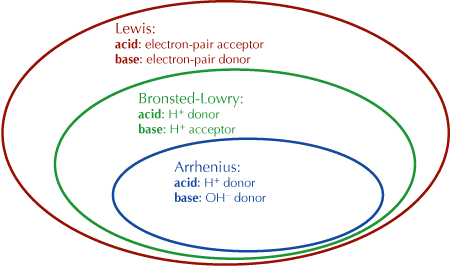 Lewis:
acid: electron-pair acceptor
base: electron-pair donor
Bronsted-Lowry:
acid: H⁺ donor
base: H⁺ acceptor
Arrhenius:
acid: H⁺ donor
base: OH⁻ donor